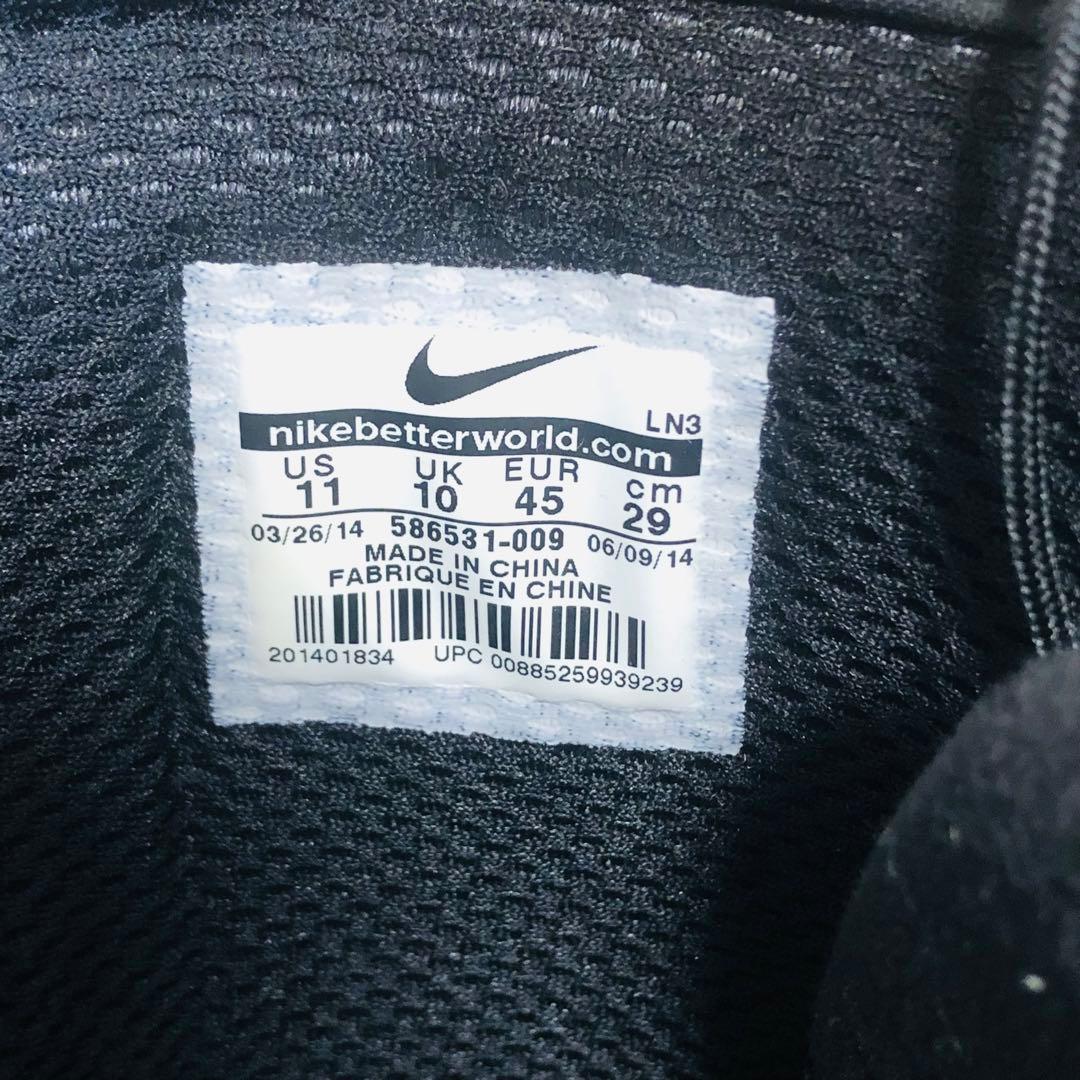 LN3
nikebetterworld.com
US UK EUR cm
11 10 45 29
03/26/14 586531-009 06/09/14
MADE IN CHINA
FABRIQUE EN CHINE
201401834 UPC 00885259939239